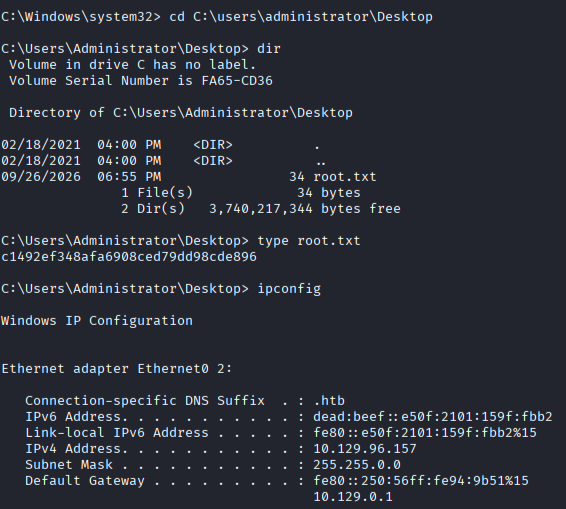 C:\Windows\system32> cd C:\users\administrator\Desktop
C:\Users\Administrator\Desktop> dir
Volume in drive C has no label.
Volume Serial Number is FA65-CD36
Directory of C:\Users\Administrator\Desktop
02/18/2021  04:00 PM    <DIR>          .
02/18/2021  04:00 PM    <DIR>          ..
09/26/2026  06:55 PM                34 root.txt
1 File(s)             34 bytes
2 Dir(s)   3,740,217,344 bytes free
C:\Users\Administrator\Desktop> type root.txt
c1492ef348afa6908ced79dd98cde896
C:\Users\Administrator\Desktop> ipconfig
Windows IP Configuration
Ethernet adapter Ethernet0 2:
Connection-specific DNS Suffix  . : .htb
IPv6 Address. . . . . . . . . . . : dead:beef::e50f:2101:159f:fbb2
Link-local IPv6 Address . . . . . : fe80::e50f:2101:159f:fbb2%15
IPv4 Address. . . . . . . . . . . : 10.129.96.157
Subnet Mask . . . . . . . . . . . : 255.255.0.0
Default Gateway . . . . . . . . . : fe80::250:56ff:fe94:9b51%15
10.129.0.1